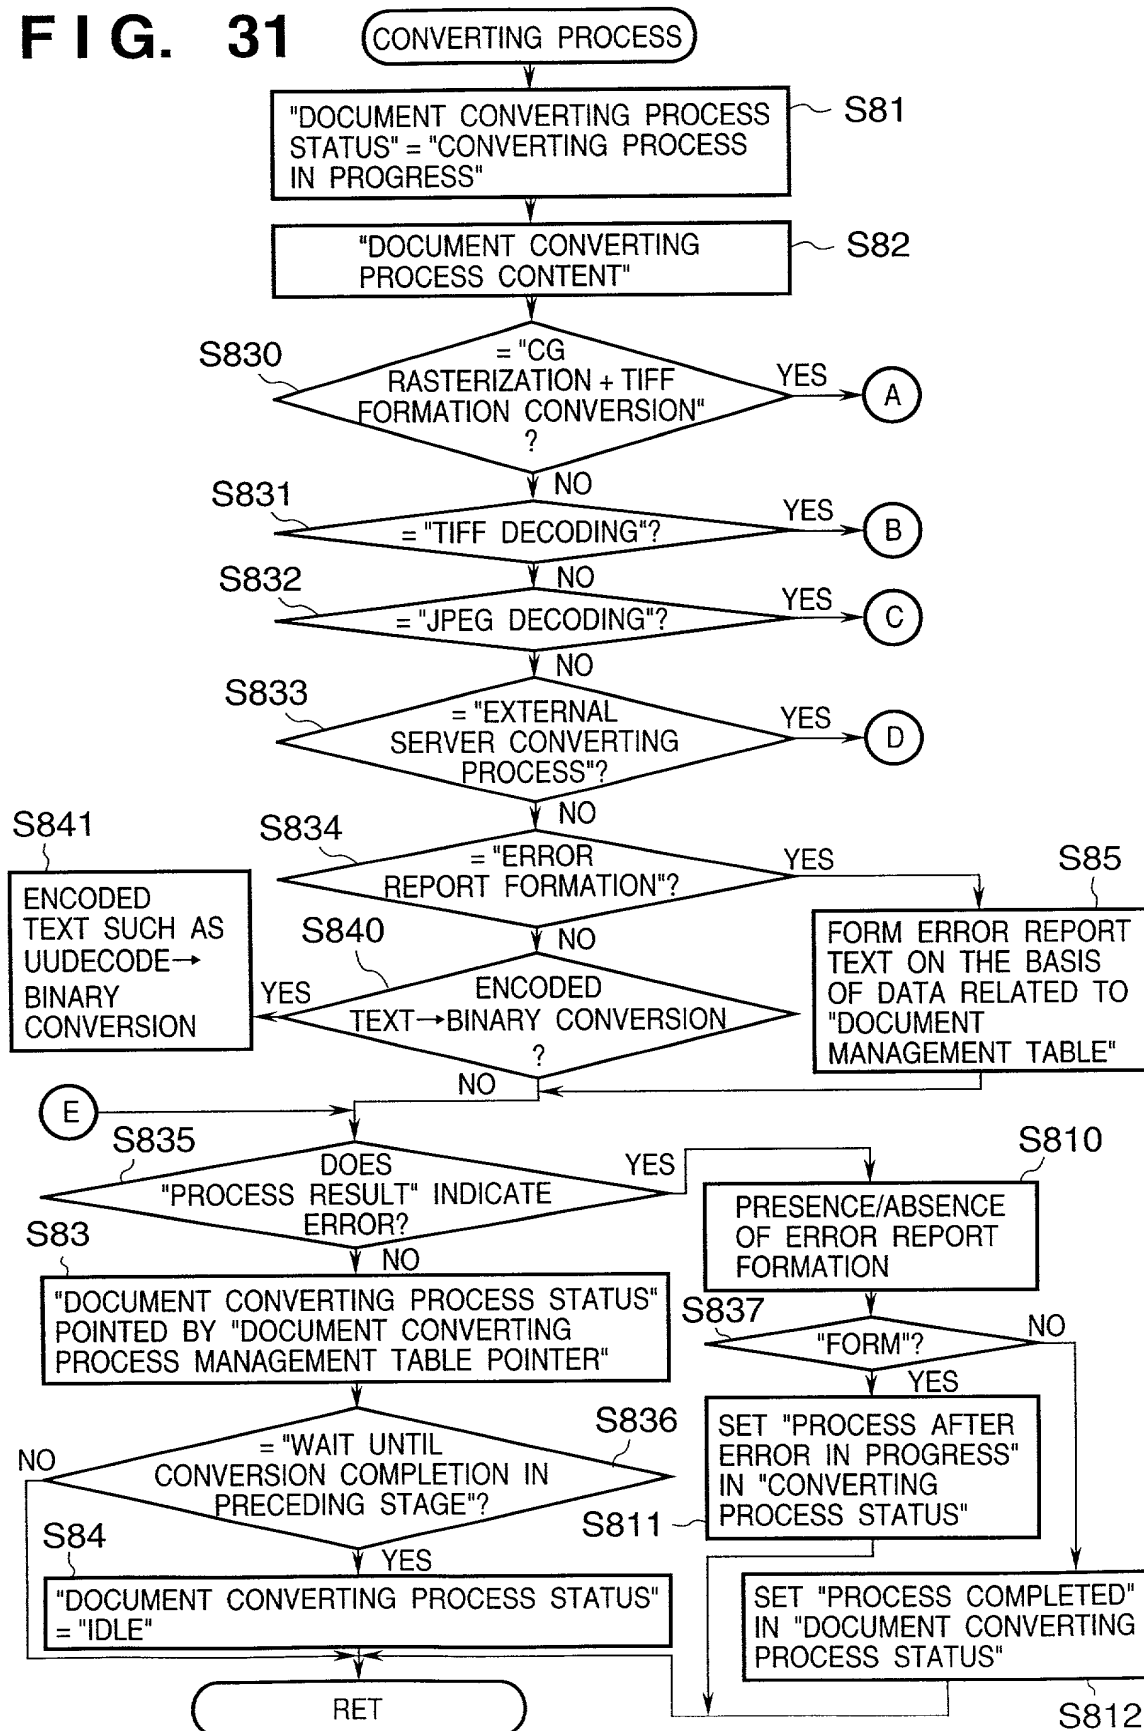 FIG. 31
CONVERTING PROCESS
S81
"DOCUMENT CONVERTING PROCESS
STATUS" = "CONVERTING PROCESS
IN PROGRESS"
S82
"DOCUMENT CONVERTING
PROCESS CONTENT"
S830
= "CG
RASTERIZATION + TIFF
FORMATION CONVERSION"
?
YES
A
NO
S831
= "TIFF DECODING"?
YES
B
NO
S832
= "JPEG DECODING"?
YES
C
NO
S833
= "EXTERNAL
SERVER CONVERTING
PROCESS"?
YES
D
NO
S834
= "ERROR
REPORT FORMATION"?
YES
S85
FORM ERROR REPORT
TEXT ON THE BASIS
OF DATA RELATED TO
"DOCUMENT
MANAGEMENT TABLE"
NO
S840
ENCODED
TEXT→BINARY CONVERSION
?
YES
S841
ENCODED
TEXT SUCH AS
UUDECODE→
BINARY
CONVERSION
NO
E
S835
DOES
"PROCESS RESULT" INDICATE
ERROR?
YES
NO
S83
"DOCUMENT CONVERTING PROCESS STATUS"
POINTED BY "DOCUMENT CONVERTING
PROCESS MANAGEMENT TABLE POINTER"
S836
= "WAIT UNTIL
CONVERSION COMPLETION IN
PRECEDING STAGE"?
NO
YES
S84
"DOCUMENT CONVERTING PROCESS STATUS"
= "IDLE"
RET
S810
PRESENCE/ABSENCE
OF ERROR REPORT
FORMATION
S837
"FORM"?
NO
YES
SET "PROCESS AFTER
ERROR IN PROGRESS"
IN "CONVERTING
PROCESS STATUS"
S811
SET "PROCESS COMPLETED"
IN "DOCUMENT CONVERTING
PROCESS STATUS"
S812